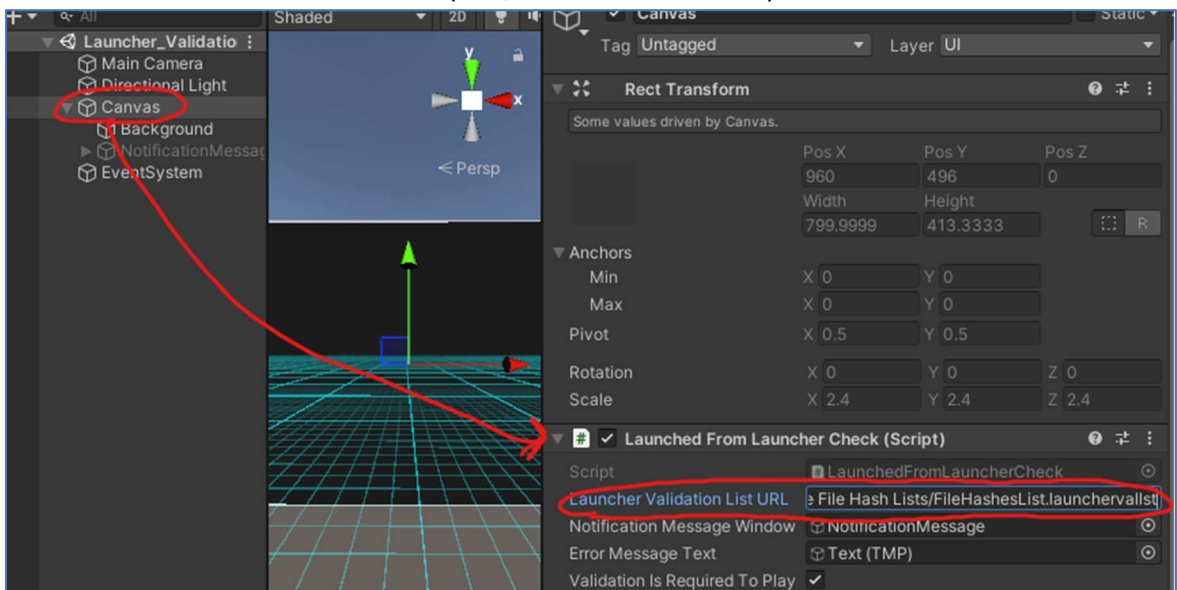 All
Shaded
2D
Canvas
Static
Launcher_Validatio
Main Camera
Directional Light
Canvas
Background
NotificationMessag
EventSystem
y
x
Persp
Tag Untagged Layer UI
Rect Transform
Some values driven by Canvas.
Pos X Pos Y Pos Z
960 496 0
Width Height
799.9999 413.3333
R
Anchors
Min X 0 Y 0
Max X 0 Y 0
Pivot X 0.5 Y 0.5
Rotation X 0 Y 0 Z 0
Scale X 2.4 Y 2.4 Z 2.4
# Launched From Launcher Check (Script)
Script LaunchedFromLauncherCheck
Launcher Validation List URL File Hash Lists/FileHashesList.launchervallst
Notification Message Window NotificationMessage
Error Message Text Text (TMP)
Validation Is Required To Play